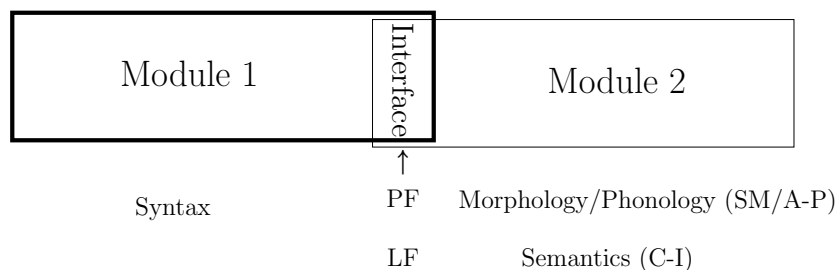 Module 1
Interface
Module 2
↑
Syntax
PF
Morphology/Phonology (SM/A-P)
LF
Semantics (C-I)